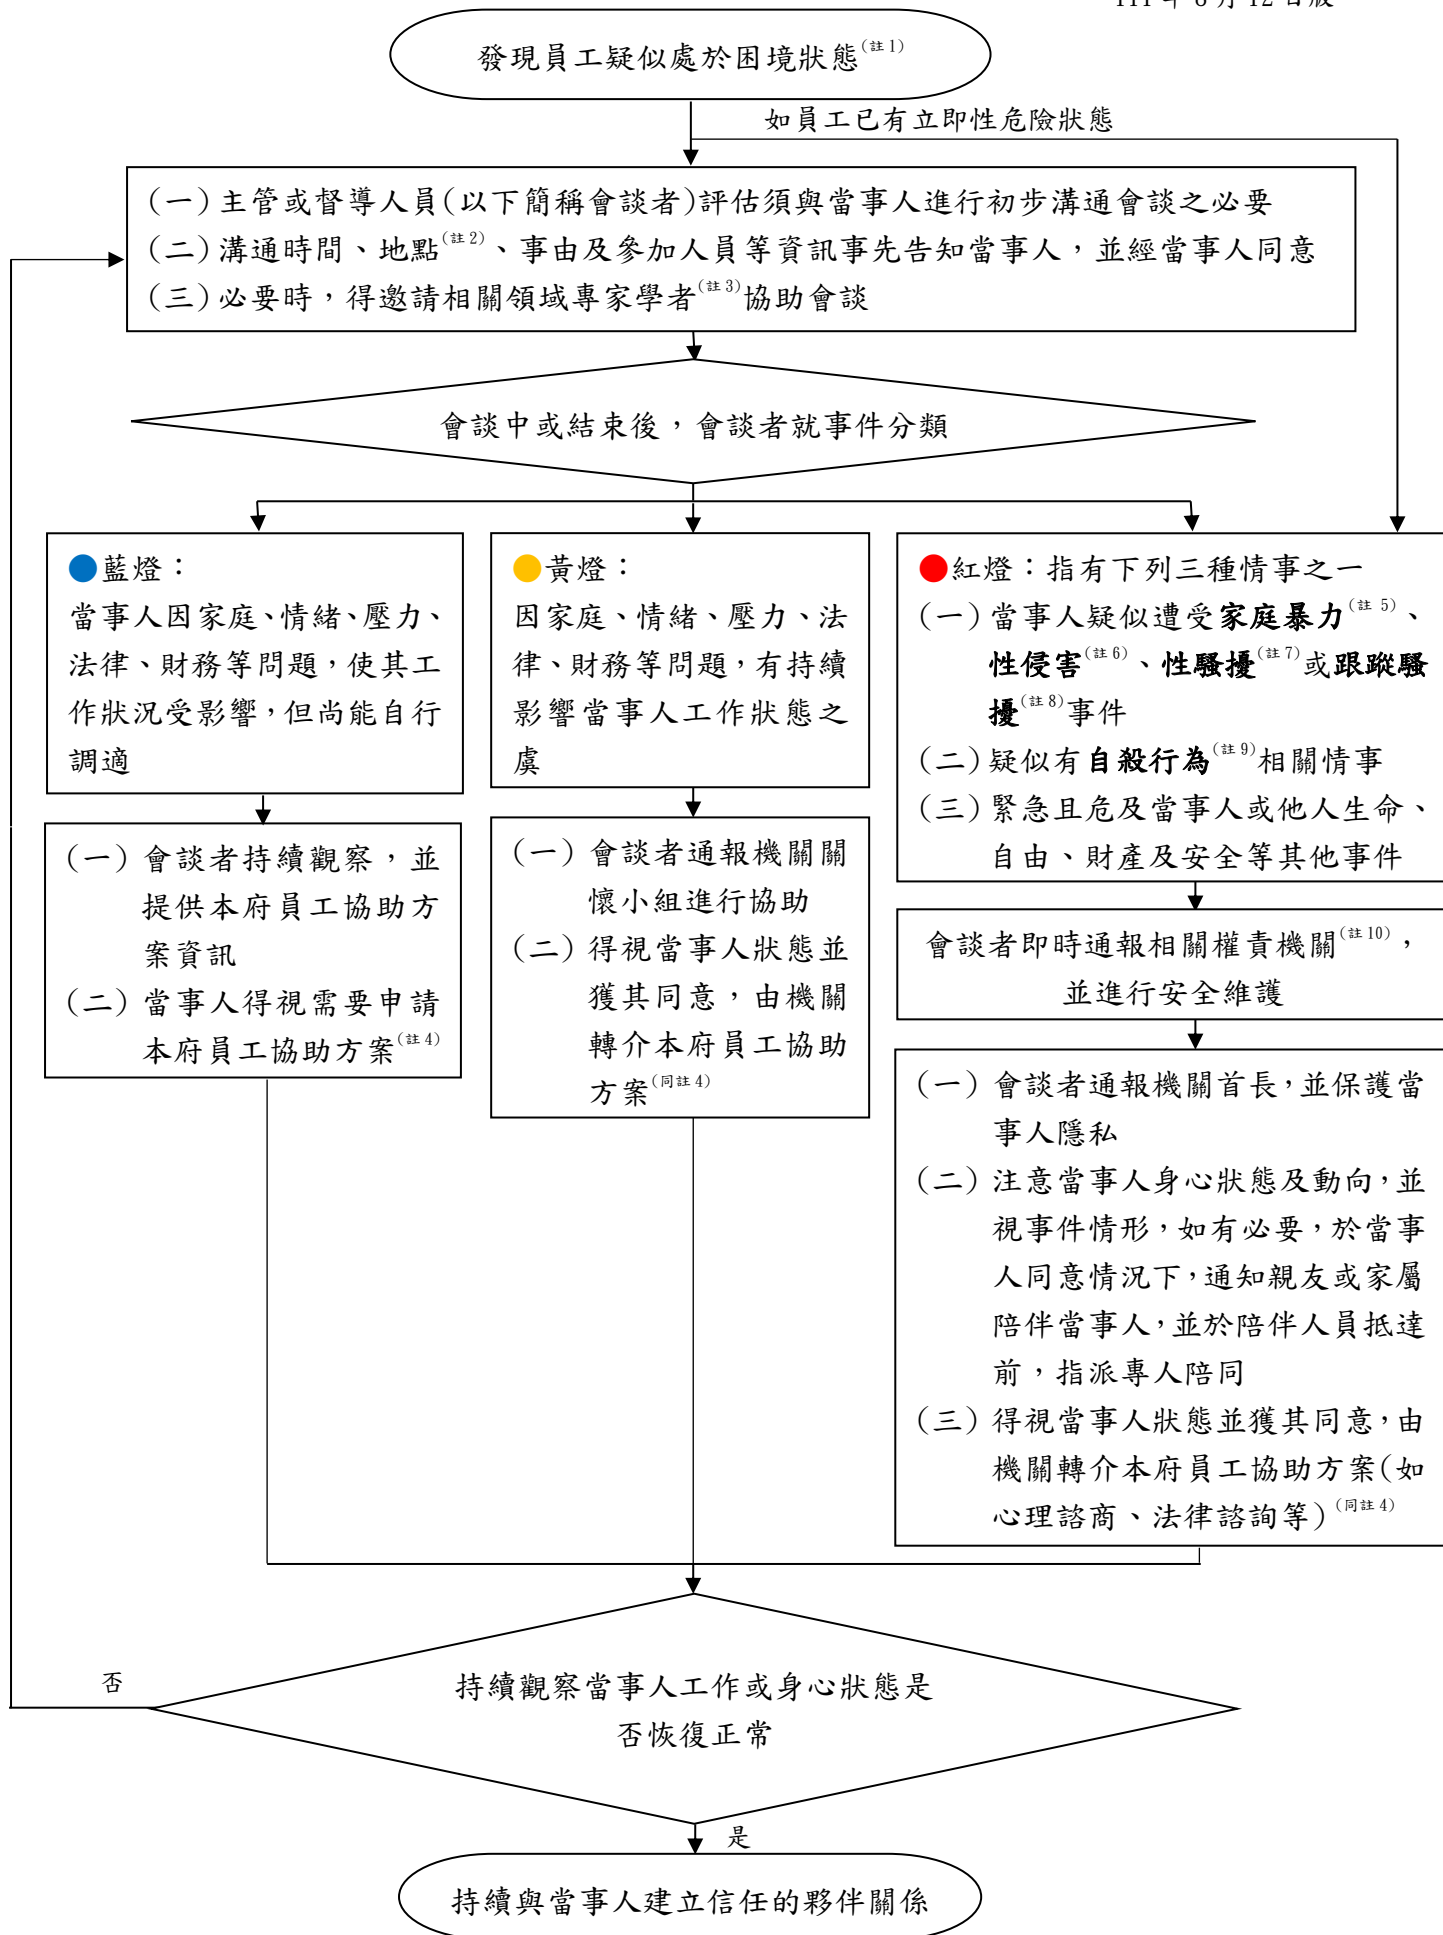 111 年 8 月 12 日版
發現員工疑似處於困境狀態(註1)
如員工已有立即性危險狀態
(一)主管或督導人員(以下簡稱會談者)評估須與當事人進行初步溝通會談之必要
(二)溝通時間、地點(註2)、事由及參加人員等資訊事先告知當事人，並經當事人同意
(三)必要時，得邀請相關領域專家學者(註3)協助會談
會談中或結束後，會談者就事件分類
●藍燈：
當事人因家庭、情緒、壓力、
法律、財務等問題，使其工
作狀況受影響，但尚能自行
調適
(一)會談者持續觀察，並
提供本府員工協助方
案資訊
(二)當事人得視需要申請
本府員工協助方案(註4)
●黃燈：
因家庭、情緒、壓力、法
律、財務等問題，有持續
影響當事人工作狀態之
虞
(一)會談者通報機關關
懷小組進行協助
(二)得視當事人狀態並
獲其同意，由機關
轉介本府員工協助
方案(同註4)
●紅燈：指有下列三種情事之一
(一)當事人疑似遭受家庭暴力(註 5)、
性侵害(註6)、性騷擾(註7)或跟蹤騷
擾(註8)事件
(二)疑似有自殺行為(註9)相關情事
(三)緊急且危及當事人或他人生命、
自由、財產及安全等其他事件
會談者即時通報相關權責機關(註10)，
並進行安全維護
(一)會談者通報機關首長，並保護當
事人隱私
(二)注意當事人身心狀態及動向，並
視事件情形，如有必要，於當事
人同意情況下，通知親友或家屬
陪伴當事人，並於陪伴人員抵達
前，指派專人陪同
(三)得視當事人狀態並獲其同意，由
機關轉介本府員工協助方案(如
心理諮商、法律諮詢等)(同註4)
否
持續觀察當事人工作或身心狀態是
否恢復正常
是
持續與當事人建立信任的夥伴關係